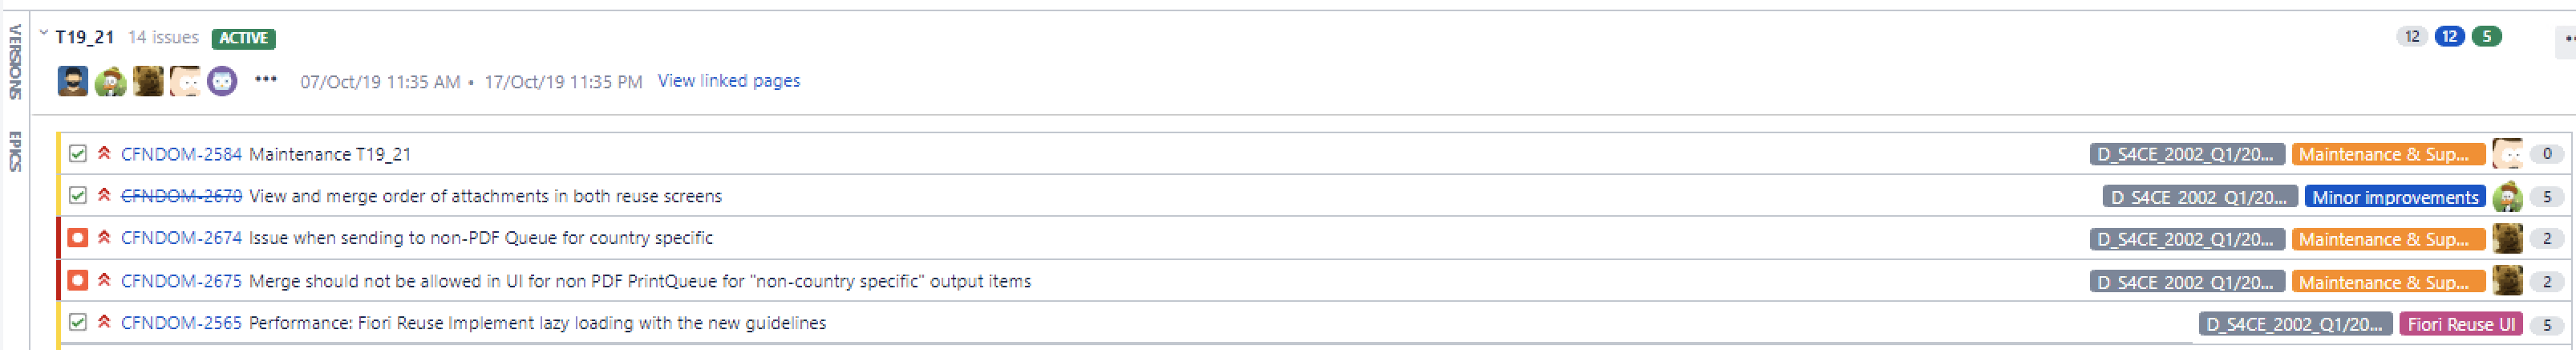 VERSIONS
T19_21 14 issues ACTIVE 12 12 5 ••
••• 07/Oct/19 11:35 AM • 17/Oct/19 11:35 PM View linked pages
EPICS
CFNDOM-2584 Maintenance T19_21 D_S4CE_2002_Q1/20... Maintenance & Sup... 0
CFNDOM-2670 View and merge order of attachments in both reuse screens D_S4CE_2002_Q1/20... Minor improvements 5
CFNDOM-2674 Issue when sending to non-PDF Queue for country specific D_S4CE_2002_Q1/20... Maintenance & Sup... 2
CFNDOM-2675 Merge should not be allowed in UI for non PDF PrintQueue for "non-country specific" output items D_S4CE_2002_Q1/20... Maintenance & Sup... 2
CFNDOM-2565 Performance: Fiori Reuse Implement lazy loading with the new guidelines D_S4CE_2002_Q1/20... Fiori Reuse UI 5